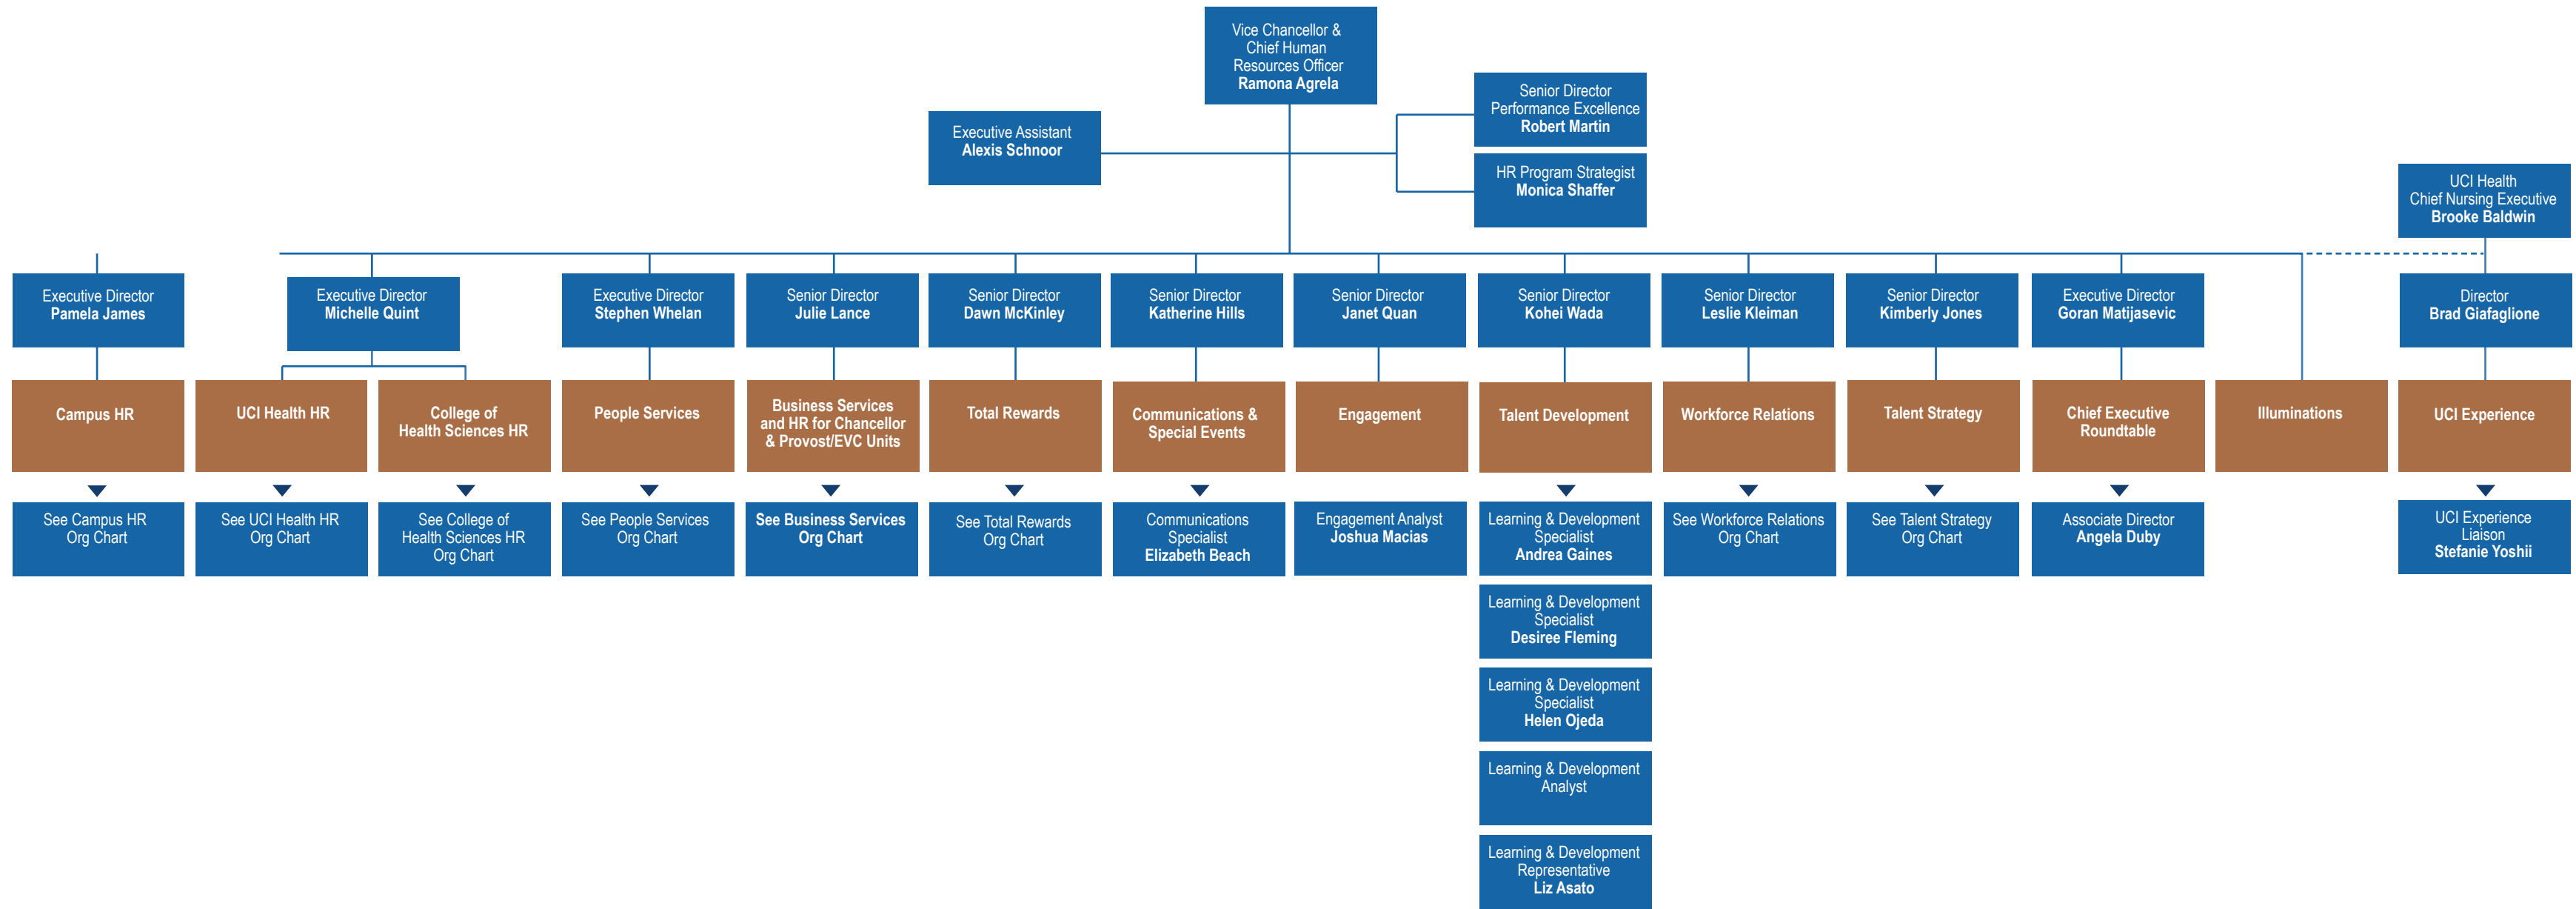 Vice Chancellor &
Chief Human
Resources Officer
Ramona Agrela
Executive Assistant
Alexis Schnoor
Senior Director
Performance Excellence
Robert Martin
HR Program Strategist
Monica Shaffer
UCI Health
Chief Nursing Executive
Brooke Baldwin
Executive Director
Pamela James
Executive Director
Michelle Quint
Executive Director
Stephen Whelan
Senior Director
Julie Lance
Senior Director
Dawn McKinley
Senior Director
Katherine Hills
Senior Director
Janet Quan
Senior Director
Kohei Wada
Senior Director
Leslie Kleiman
Senior Director
Kimberly Jones
Executive Director
Goran Matijasevic
Director
Brad Giafaglione
Campus HR
UCI Health HR
College of
Health Sciences HR
People Services
Business Services
and HR for Chancellor
& Provost/EVC Units
Total Rewards
Communications &
Special Events
Engagement
Talent Development
Workforce Relations
Talent Strategy
Chief Executive
Roundtable
Illuminations
UCI Experience
See Campus HR
Org Chart
See UCI Health HR
Org Chart
See College of
Health Sciences HR
Org Chart
See People Services
Org Chart
See Business Services
Org Chart
See Total Rewards
Org Chart
Communications
Specialist
Elizabeth Beach
Engagement Analyst
Joshua Macias
Learning & Development
Specialist
Andrea Gaines
See Workforce Relations
Org Chart
See Talent Strategy
Org Chart
Associate Director
Angela Duby
UCI Experience
Liaison
Stefanie Yoshii
Learning & Development
Specialist
Desiree Fleming
Learning & Development
Specialist
Helen Ojeda
Learning & Development
Analyst
Learning & Development
Representative
Liz Asato